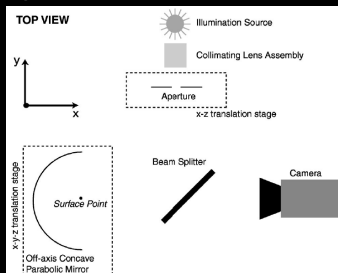 TOP VIEW
Illumination Source
Collimating Lens Assembly
y
x
Aperture
x-z translation stage
x-y-z translation stage
Surface Point
Beam Splitter
Camera
Off-axis Concave
Parabolic Mirror